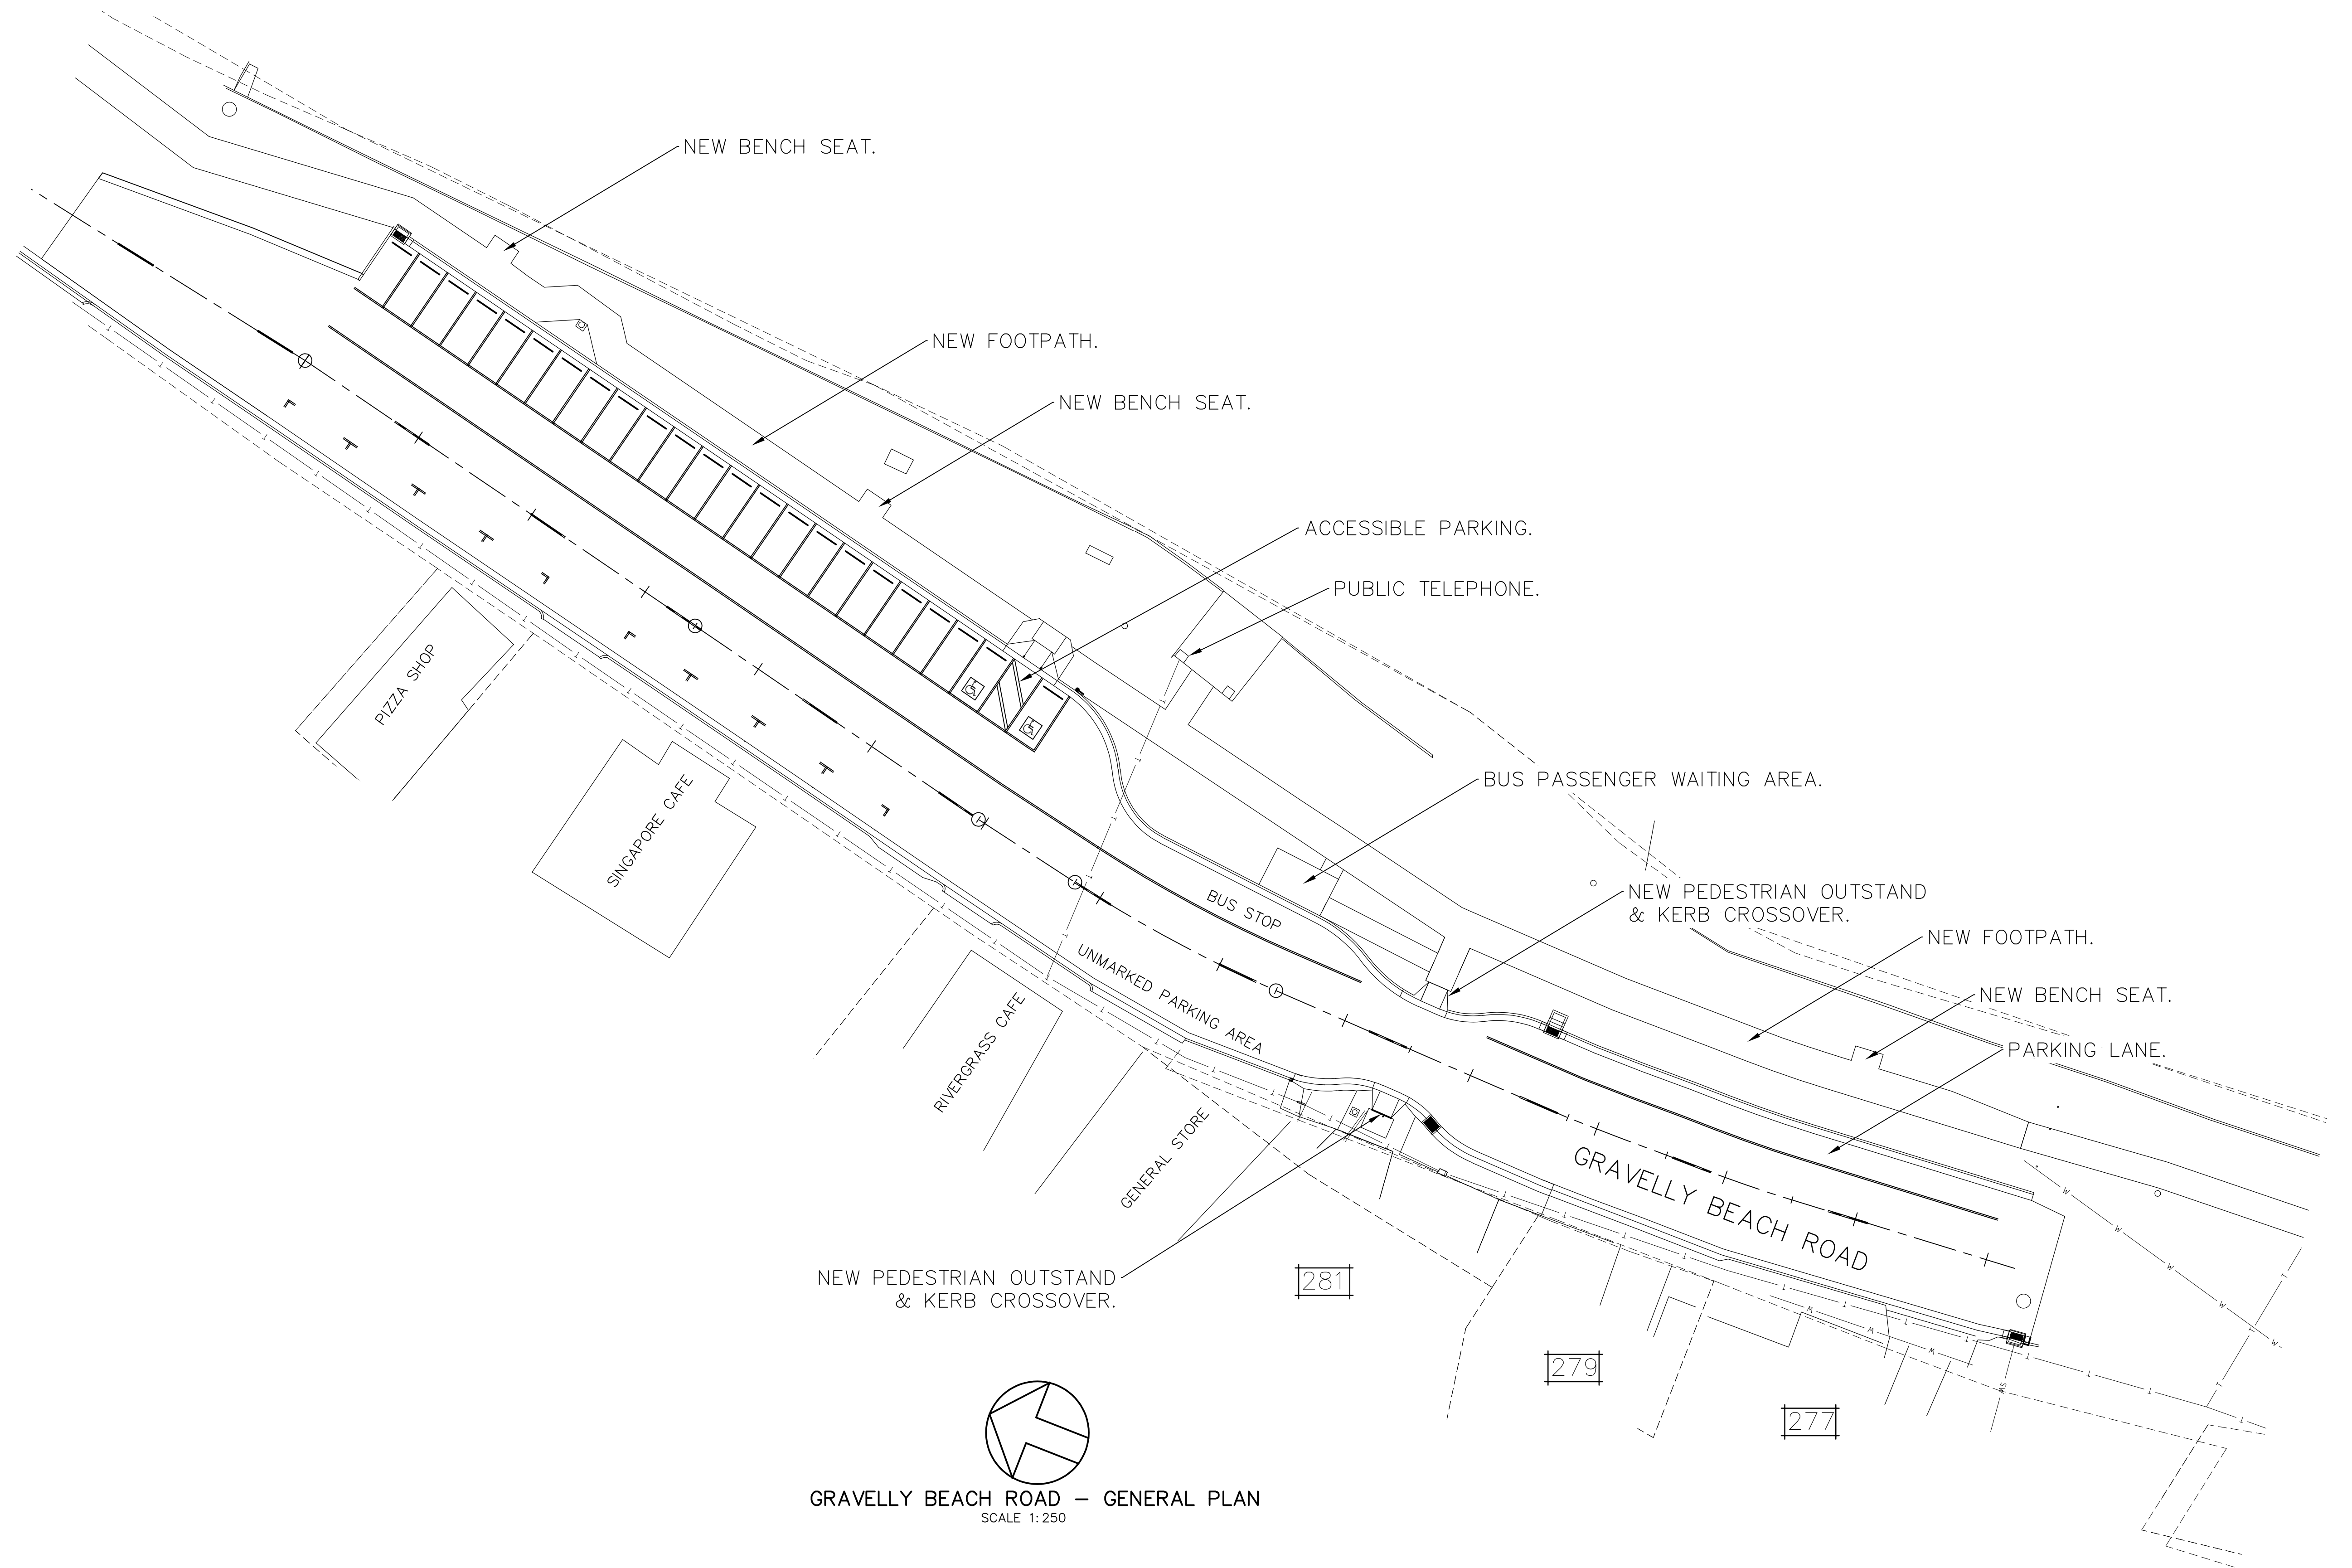 NEW BENCH SEAT.
NEW FOOTPATH.
NEW BENCH SEAT.
ACCESSIBLE PARKING.
PUBLIC TELEPHONE.
PIZZA SHOP
SINGAPORE CAFE
BUS PASSENGER WAITING AREA.
BUS STOP
NEW PEDESTRIAN OUTSTAND
& KERB CROSSOVER.
NEW FOOTPATH.
UNMARKED PARKING AREA
NEW BENCH SEAT.
RIVERGRASS CAFE
PARKING LANE.
GENERAL STORE
GRAVELLY BEACH ROAD
NEW PEDESTRIAN OUTSTAND
& KERB CROSSOVER.
281
279
277
SW
GRAVELLY BEACH ROAD – GENERAL PLAN
SCALE 1:250